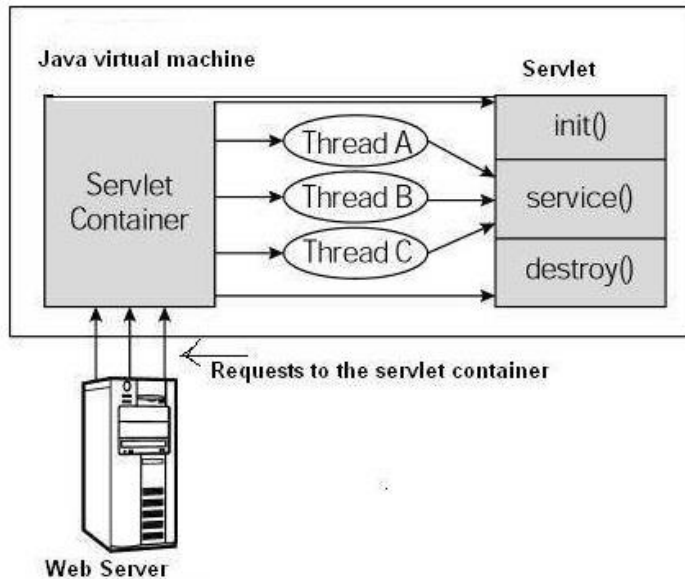 Java virtual machine
Servlet
Servlet
Container
Thread A
Thread B
Thread C
init()
service()
destroy()
Requests to the servlet container
Web Server